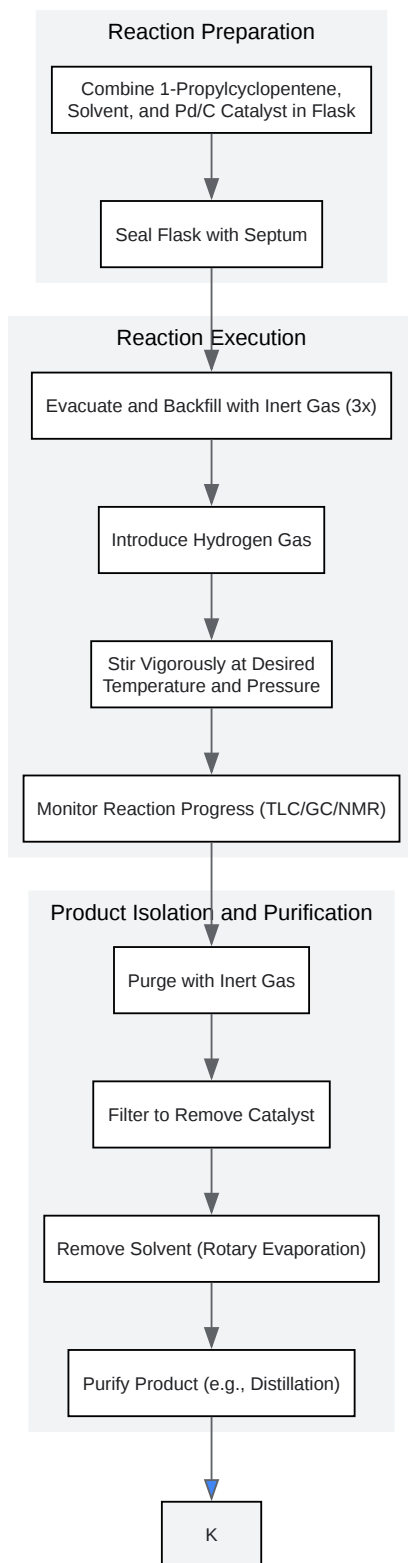 Reaction Preparation
Combine 1-Propylcyclopentene,
Solvent, and Pd/C Catalyst in Flask
Seal Flask with Septum
Reaction Execution
Evacuate and Backfill with Inert Gas (3x)
Introduce Hydrogen Gas
Stir Vigorously at Desired
Temperature and Pressure
Monitor Reaction Progress (TLC/GC/NMR)
Product Isolation and Purification
Purge with Inert Gas
Filter to Remove Catalyst
Remove Solvent (Rotary Evaporation)
Purify Product (e.g., Distillation)
K